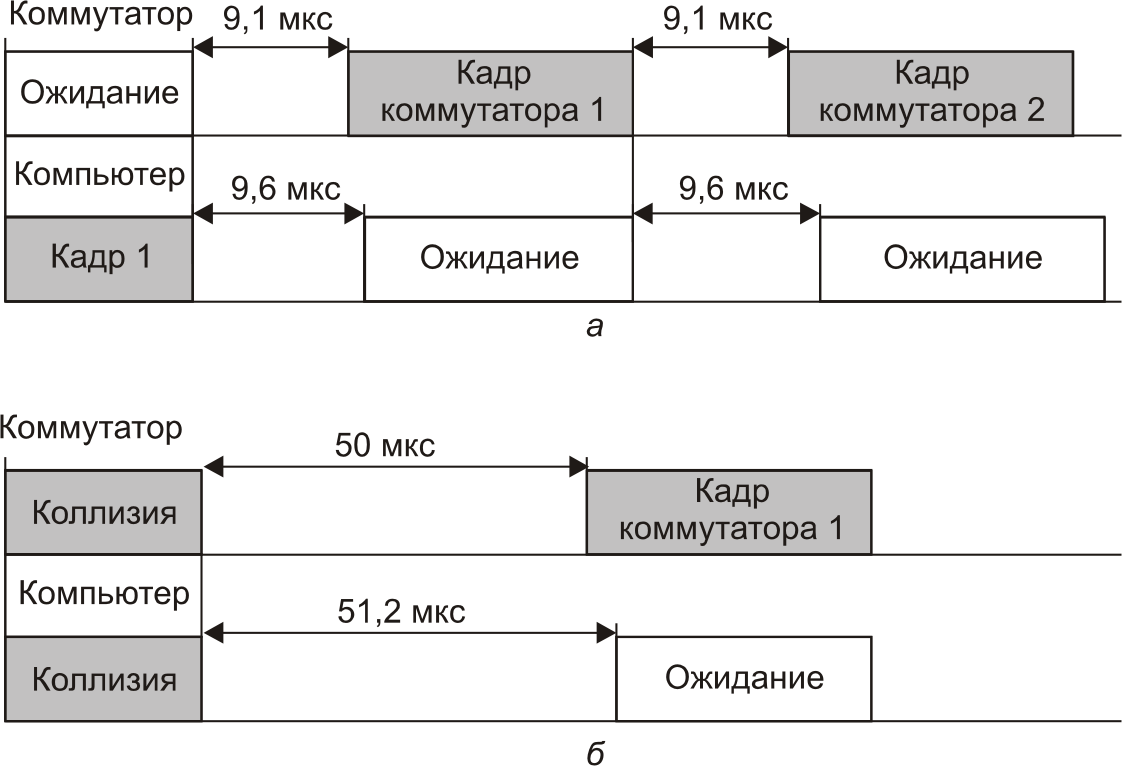 Коммутатор
9,1 мкс
9,1 мкс
Ожидание
Кадр
коммутатора 1
Кадр
коммутатора 2
Компьютер
9,6 мкс
9,6 мкс
Кадр 1
Ожидание
Ожидание
а
Коммутатор
50 мкс
Коллизия
Кадр
коммутатора 1
Компьютер
51,2 мкс
Коллизия
Ожидание
б